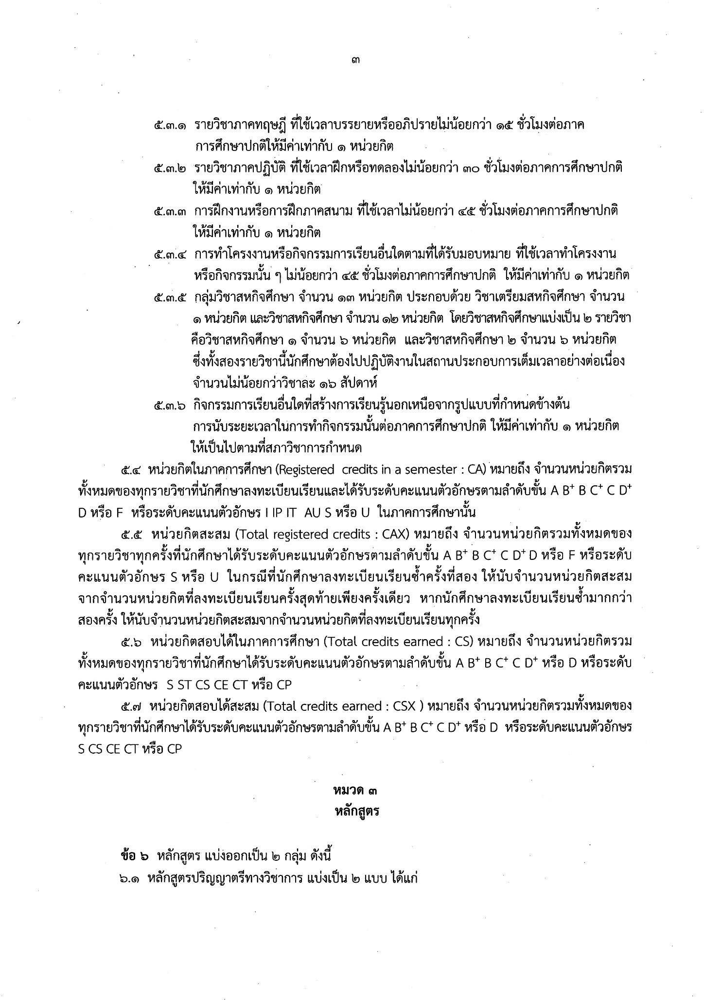 ๓
๕.๓.๑ รายวิชาภาคทฤษฎี ที่ใช้เวลาบรรยายหรืออภิปรายไม่น้อยกว่า ๑๕ ชั่วโมงต่อภาค
การศึกษาปกติให้มีค่าเท่ากับ ๑ หน่วยกิต
๕.๓.๒ รายวิชาภาคปฏิบัติ ที่ใช้เวลาฝึกหรือทดลองไม่น้อยกว่า ๓๐ ชั่วโมงต่อภาคการศึกษาปกติ
ให้มีค่าเท่ากับ ๑ หน่วยกิต
๕.๓.๓ การฝึกงานหรือการฝึกภาคสนาม ที่ใช้เวลาไม่น้อยกว่า ๔๕ ชั่วโมงต่อภาคการศึกษาปกติ
ให้มีค่าเท่ากับ ๑ หน่วยกิต
๕.๓.๔ การทำโครงงานหรือกิจกรรมการเรียนอื่นใดตามที่ได้รับมอบหมาย ที่ใช้เวลาทำโครงงาน
หรือกิจกรรมนั้น ๆ ไม่น้อยกว่า ๔๕ ชั่วโมงต่อภาคการศึกษาปกติ ให้มีค่าเท่ากับ ๑ หน่วยกิต
๕.๓.๕ กลุ่มวิชาสหกิจศึกษา จำนวน ๑๓ หน่วยกิต ประกอบด้วย วิชาเตรียมสหกิจศึกษา จำนวน
๑ หน่วยกิต และวิชาสหกิจศึกษา จำนวน ๑๒ หน่วยกิต โดยวิชาสหกิจศึกษาแบ่งเป็น ๒ รายวิชา
คือวิชาสหกิจศึกษา ๑ จำนวน ๖ หน่วยกิต และวิชาสหกิจศึกษา ๒ จำนวน ๖ หน่วยกิต
ซึ่งทั้งสองรายวิชานี้นักศึกษาต้องไปปฏิบัติงานในสถานประกอบการเต็มเวลาอย่างต่อเนื่อง
จำนวนไม่น้อยกว่าวิชาละ ๑๖ สัปดาห์
๕.๓.๖ กิจกรรมการเรียนอื่นใดที่สร้างการเรียนรู้นอกเหนือจากรูปแบบที่กำหนดข้างต้น
การนับระยะเวลาในการทำกิจกรรมนั้นต่อภาคการศึกษาปกติ ให้มีค่าเท่ากับ ๑ หน่วยกิต
ให้เป็นไปตามที่สภาวิชาการกำหนด
๕.๔ หน่วยกิตในภาคการศึกษา (Registered credits in a semester : CA) หมายถึง จำนวนหน่วยกิตรวม
ทั้งหมดของทุกรายวิชาที่นักศึกษาลงทะเบียนเรียนและได้รับระดับคะแนนตัวอักษรตามลำดับขั้น A B⁺ B C⁺ C D⁺
D หรือ F หรือระดับคะแนนตัวอักษร I IP IT AU S หรือ U ในภาคการศึกษานั้น
๕.๕ หน่วยกิตสะสม (Total registered credits : CAX) หมายถึง จำนวนหน่วยกิตรวมทั้งหมดของ
ทุกรายวิชาทุกครั้งที่นักศึกษาได้รับระดับคะแนนตัวอักษรตามลำดับขั้น A B⁺ B C⁺ C D⁺ D หรือ F หรือระดับ
คะแนนตัวอักษร S หรือ U ในกรณีที่นักศึกษาลงทะเบียนเรียนซ้ำครั้งที่สอง ให้นับจำนวนหน่วยกิตสะสม
จากจำนวนหน่วยกิตที่ลงทะเบียนเรียนครั้งสุดท้ายเพียงครั้งเดียว หากนักศึกษาลงทะเบียนเรียนซ้ำมากกว่า
สองครั้ง ให้นับจำนวนหน่วยกิตสะสมจากจำนวนหน่วยกิตที่ลงทะเบียนเรียนทุกครั้ง
๕.๖ หน่วยกิตสอบได้ในภาคการศึกษา (Total credits earned : CS) หมายถึง จำนวนหน่วยกิตรวม
ทั้งหมดของทุกรายวิชาที่นักศึกษาได้รับระดับคะแนนตัวอักษรตามลำดับขั้น A B⁺ B C⁺ C D⁺ หรือ D หรือระดับ
คะแนนตัวอักษร S ST CS CE CT หรือ CP
๕.๗ หน่วยกิตสอบได้สะสม (Total credits earned : CSX ) หมายถึง จำนวนหน่วยกิตรวมทั้งหมดของ
ทุกรายวิชาที่นักศึกษาได้รับระดับคะแนนตัวอักษรตามลำดับขั้น A B⁺ B C⁺ C D⁺ หรือ D หรือระดับคะแนนตัวอักษร
S CS CE CT หรือ CP
หมวด ๓
หลักสูตร
ข้อ ๖ หลักสูตร แบ่งออกเป็น ๒ กลุ่ม ดังนี้
๖.๑ หลักสูตรปริญญาตรีทางวิชาการ แบ่งเป็น ๒ แบบ ได้แก่